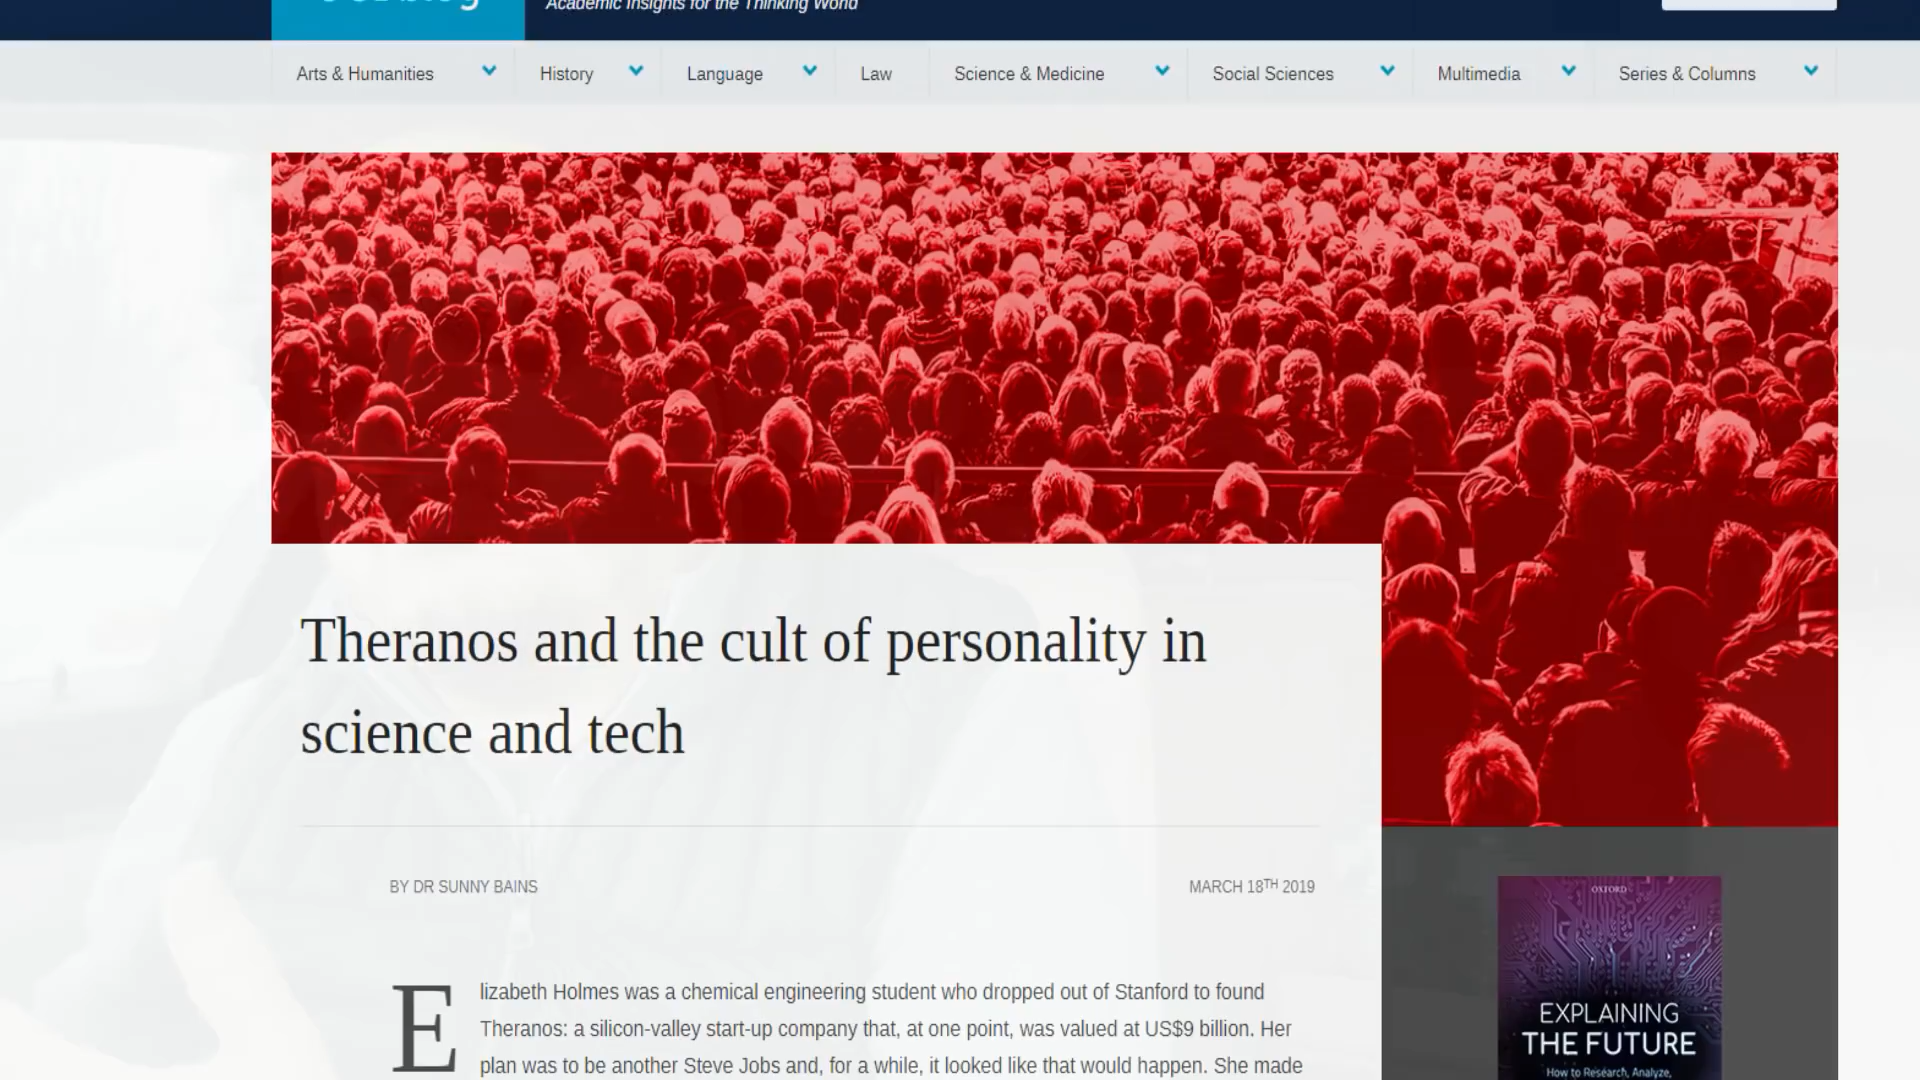 Academic Insights for the Thinking World
Arts & Humanities
History
Language
Law
Science & Medicine
Social Sciences
Multimedia
Series & Columns
Theranos and the cult of personality in
science and tech
BY DR SUNNY BAINS
MARCH 18TH 2019
Elizabeth Holmes was a chemical engineering student who dropped out of Stanford to found
Theranos: a silicon-valley start-up company that, at one point, was valued at US$9 billion. Her
plan was to be another Steve Jobs and, for a while, it looked like that would happen. She made
OXFORD
EXPLAINING
THE FUTURE
How to Research, Analyze,